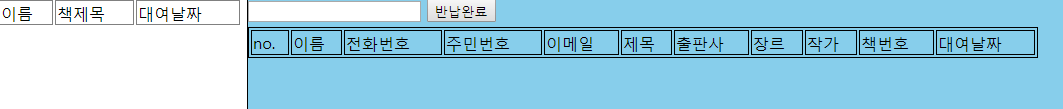 이름 책제목 대여날짜
반납완료
no. 이름 전화번호 주민번호 이메일 제목 출판사 장르 작가 책번호 대여날짜